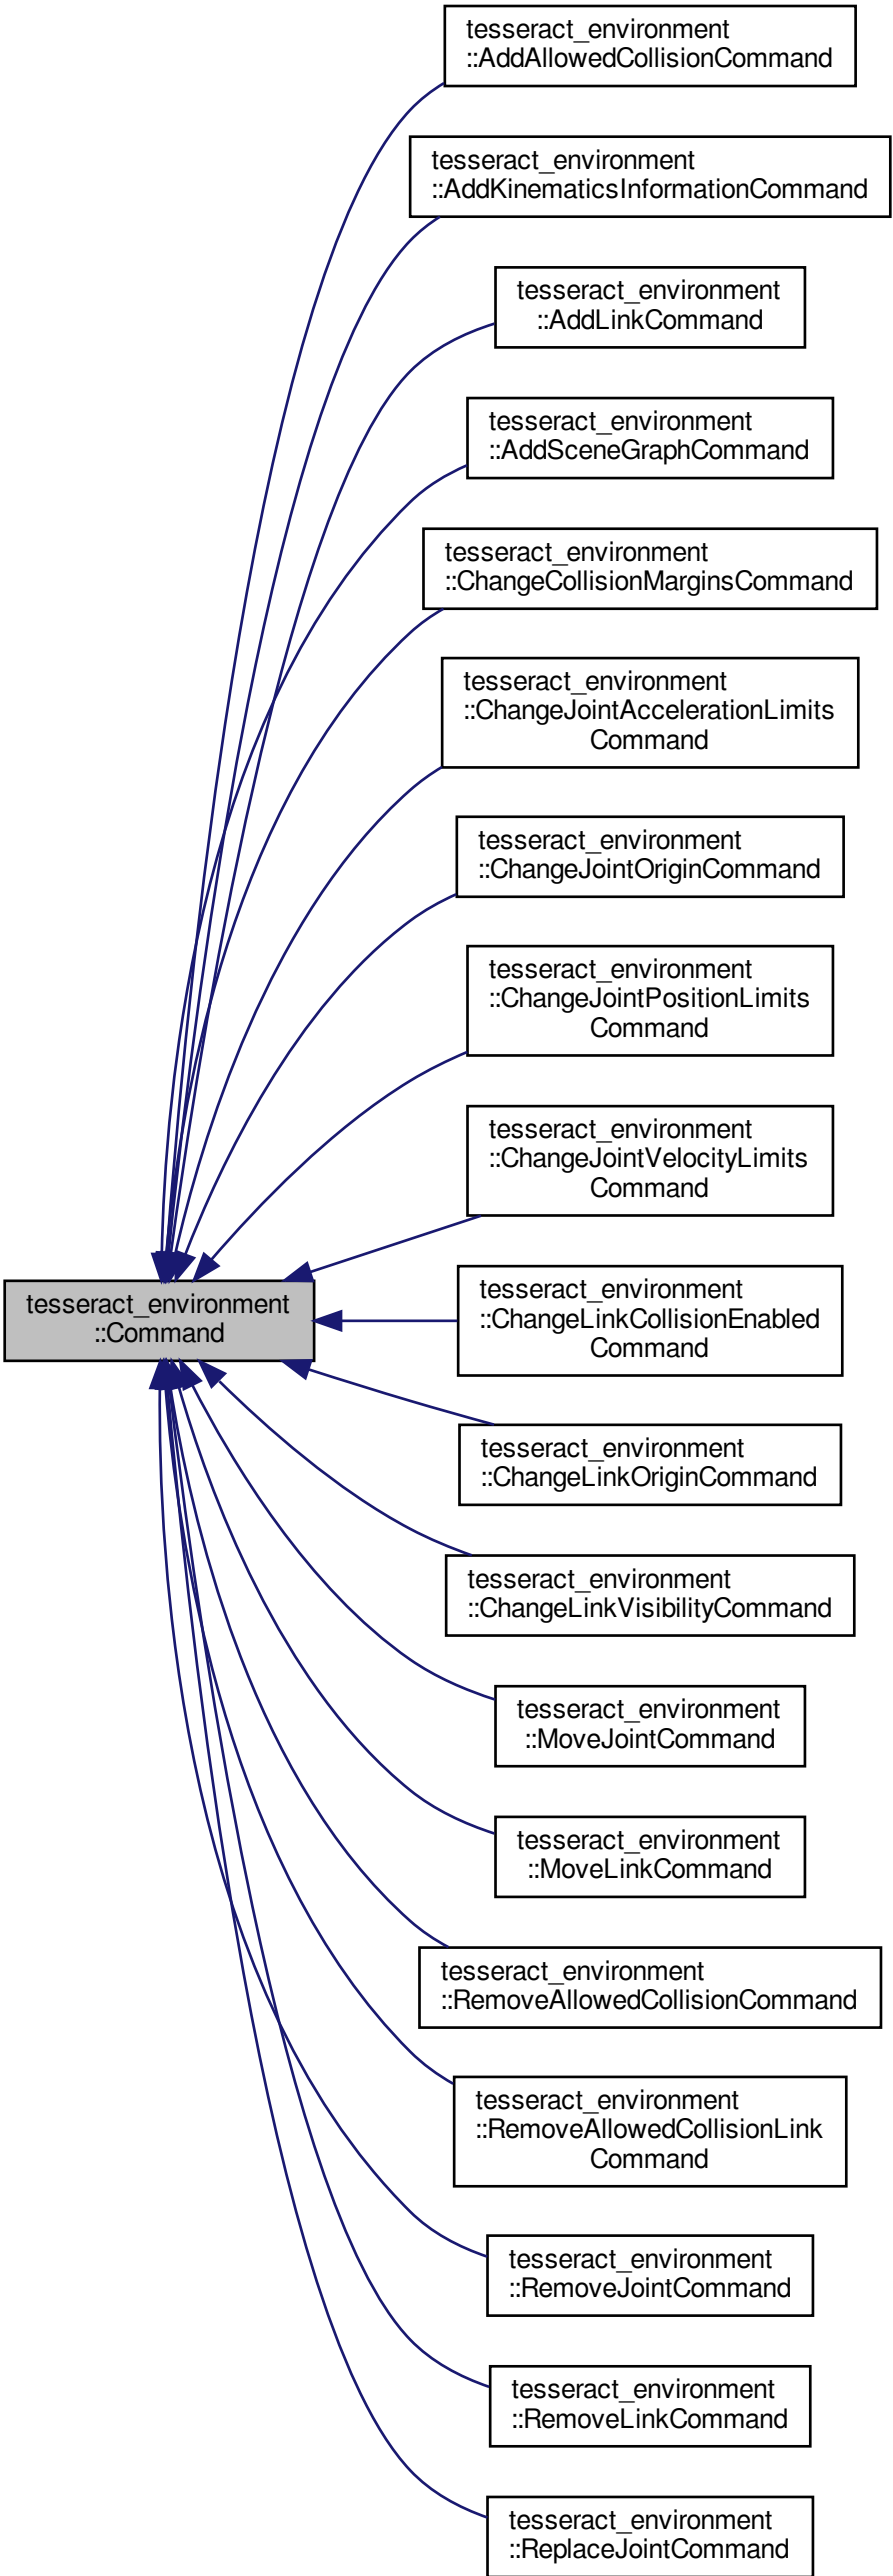 tesseract_environment
::AddAllowedCollisionCommand
tesseract_environment
::AddKinematicsInformationCommand
tesseract_environment
::AddLinkCommand
tesseract_environment
::AddSceneGraphCommand
tesseract_environment
::ChangeCollisionMarginsCommand
tesseract_environment
::ChangeJointAccelerationLimits
Command
tesseract_environment
::ChangeJointOriginCommand
tesseract_environment
::ChangeJointPositionLimits
Command
tesseract_environment
::ChangeJointVelocityLimits
Command
tesseract_environment
::Command
tesseract_environment
::ChangeLinkCollisionEnabled
Command
tesseract_environment
::ChangeLinkOriginCommand
tesseract_environment
::ChangeLinkVisibilityCommand
tesseract_environment
::MoveJointCommand
tesseract_environment
::MoveLinkCommand
tesseract_environment
::RemoveAllowedCollisionCommand
tesseract_environment
::RemoveAllowedCollisionLink
Command
tesseract_environment
::RemoveJointCommand
tesseract_environment
::RemoveLinkCommand
tesseract_environment
::ReplaceJointCommand